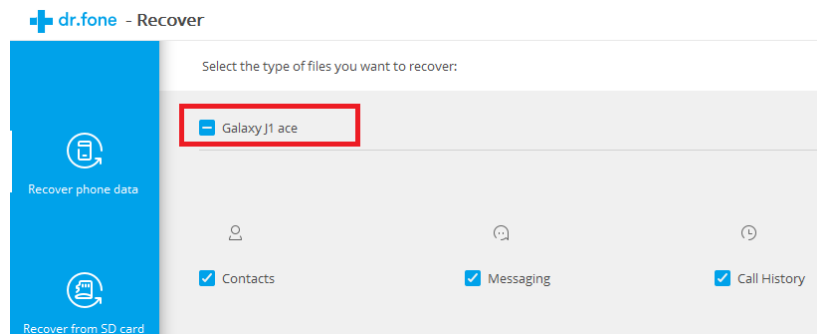 dr.fone - Recover
Select the type of files you want to recover:
Galaxy J1 ace
Recover phone data
Contacts
Messaging
Call History
Recover from SD card